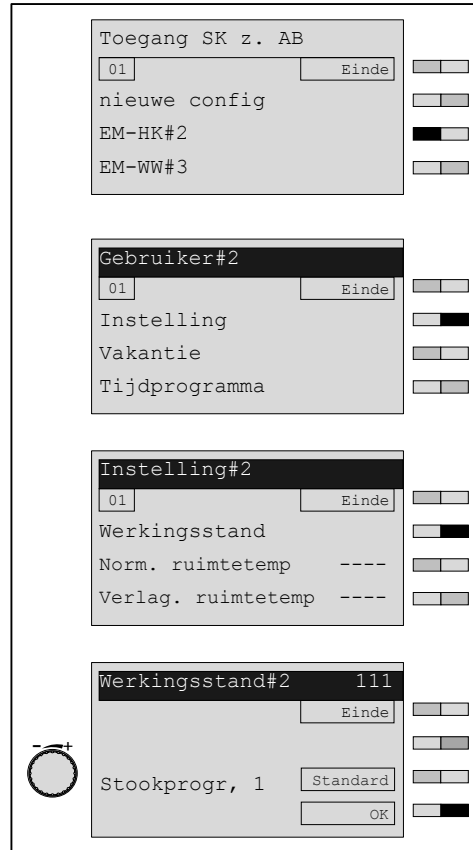 Toegang SK z. AB
01 Einde
nieuwe config
EM-HK#2
EM-WW#3
Gebruiker#2
01 Einde
Instelling
Vakantie
Tijdprogramma
Instelling#2
01 Einde
Werkingsstand
Norm. ruimtetemp ----
Verlag. ruimtetemp ----
Werkingsstand#2 111
Einde
- +
Stookprogr, 1 Standard
OK